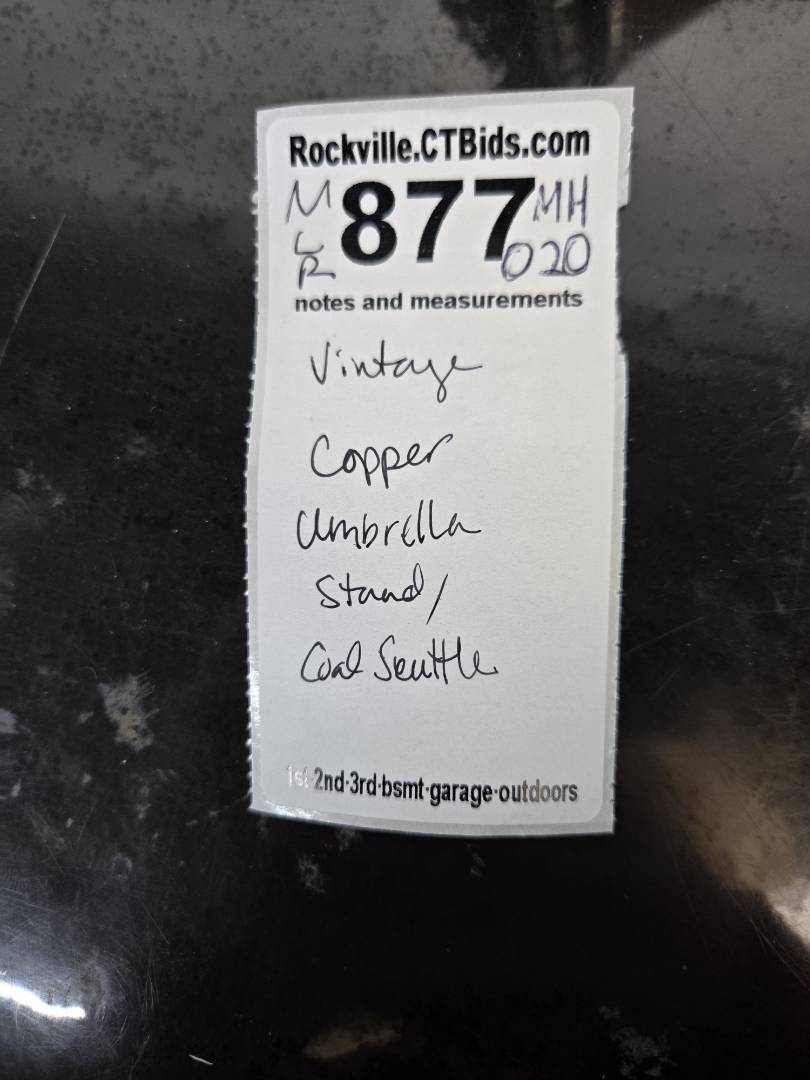 Rockville.CTBids.com
M 877 MH
LR 020
notes and measurements
Vintage
Copper
Umbrella
Stand/
Coal Scuttle
1st·2nd·3rd·bsmt·garage·outdoors